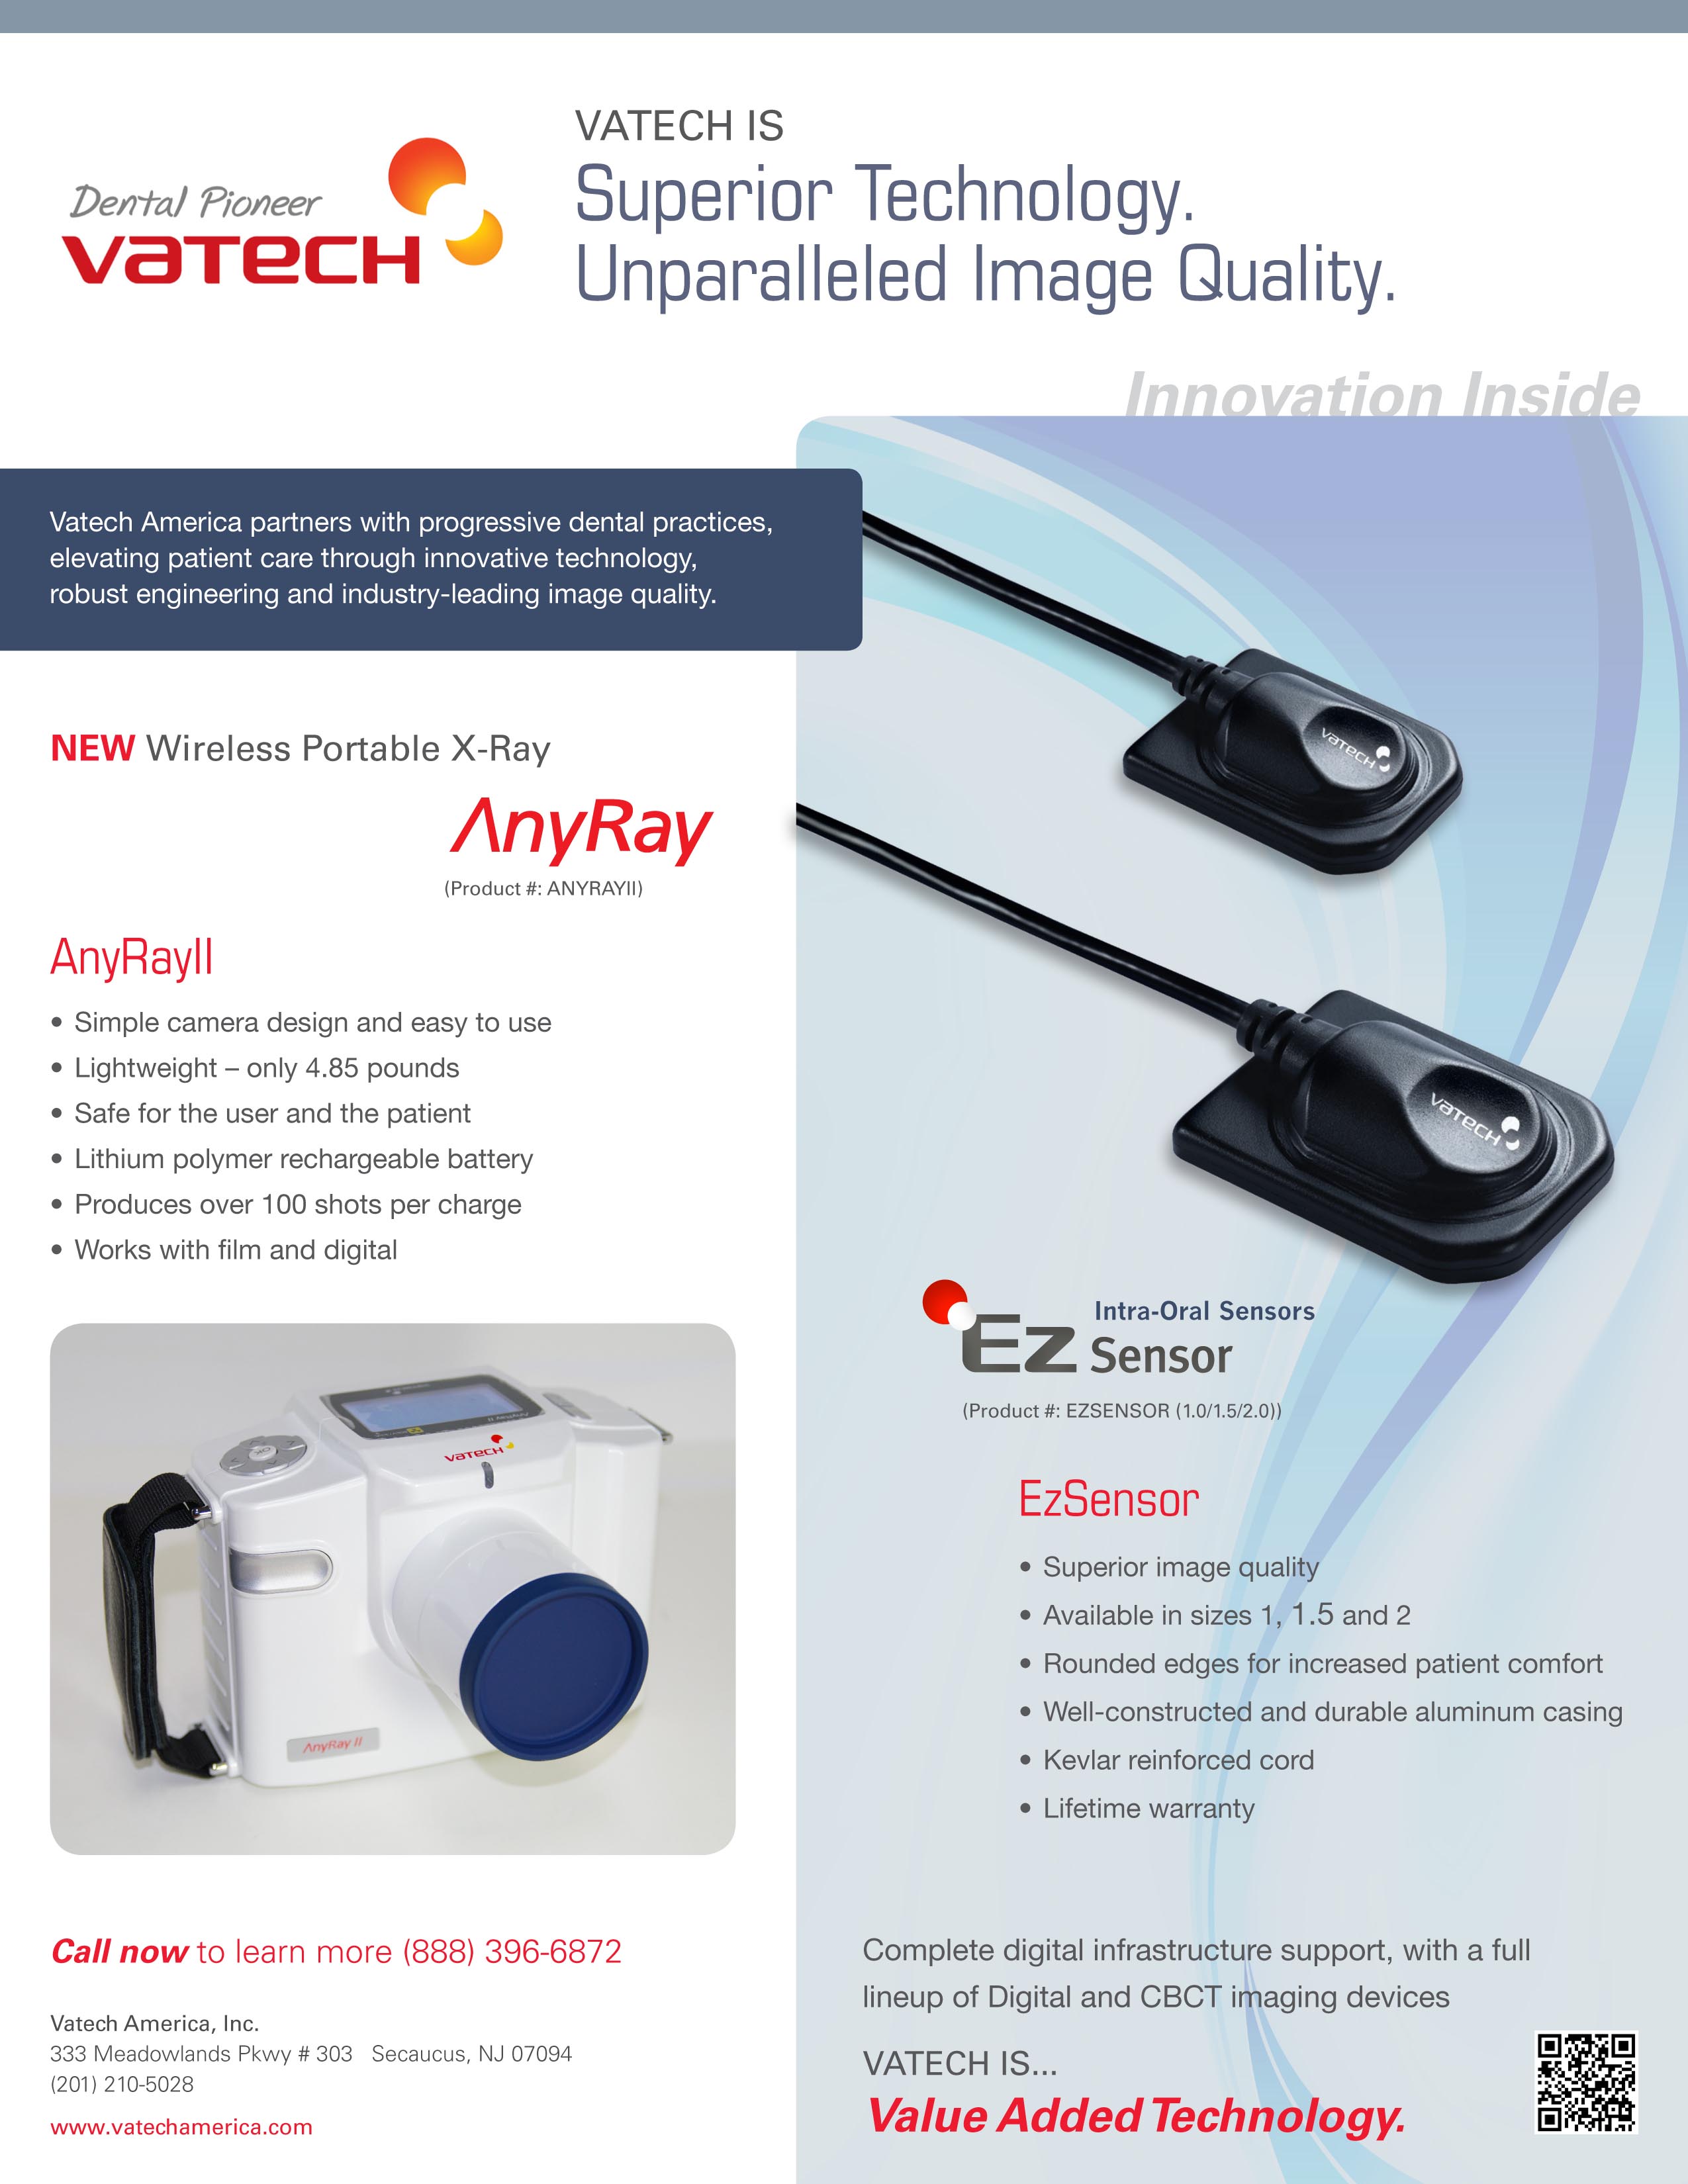 Dental Pioneer
vatech
VATECH IS
Superior Technology.
Unparalleled Image Quality.
Innovation Inside
Vatech America partners with progressive dental practices,
elevating patient care through innovative technology,
robust engineering and industry-leading image quality.
NEW Wireless Portable X-Ray
AnyRay
(Product #: ANYRAYII)
AnyRayII
• Simple camera design and easy to use
• Lightweight – only 4.85 pounds
• Safe for the user and the patient
• Lithium polymer rechargeable battery
• Produces over 100 shots per charge
• Works with film and digital
vatech
OK
AnyRay II
Call now to learn more (888) 396-6872
Vatech America, Inc.
333 Meadowlands Pkwy # 303 Secaucus, NJ 07094
(201) 210-5028
www.vatechamerica.com
vatech
vatech
Intra-Oral Sensors
Ez Sensor
(Product #: EZSENSOR (1.0/1.5/2.0))
EzSensor
• Superior image quality
• Available in sizes 1, 1.5 and 2
• Rounded edges for increased patient comfort
• Well-constructed and durable aluminum casing
• Kevlar reinforced cord
• Lifetime warranty
Complete digital infrastructure support, with a full
lineup of Digital and CBCT imaging devices
VATECH IS...
Value Added Technology.